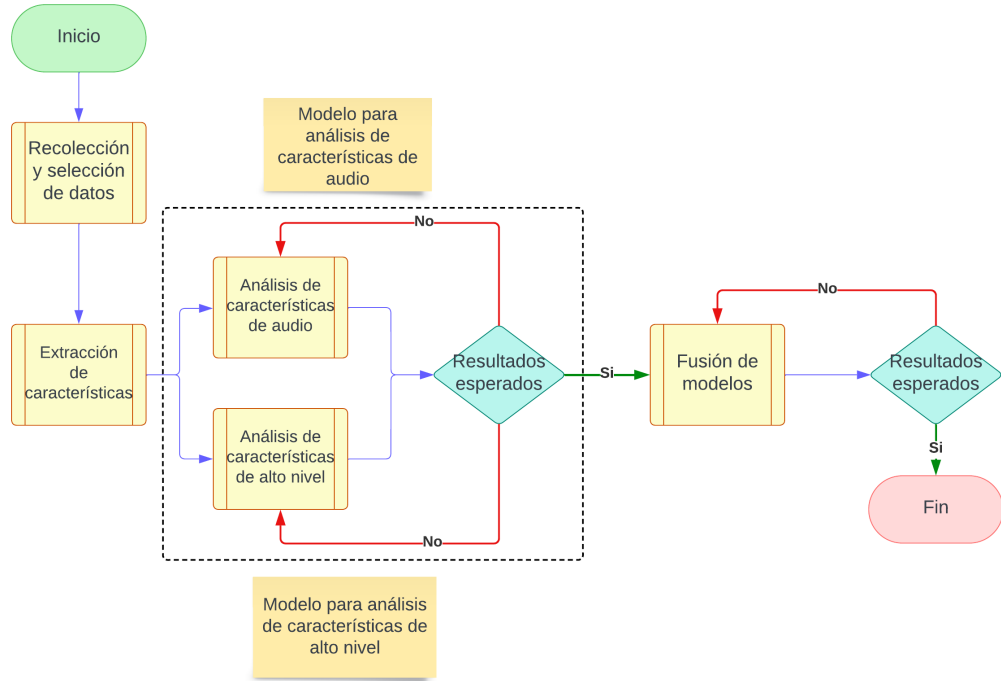 Inicio
Recolección
y selección
de datos
Extracción
de
características
Modelo para
análisis de
característifcas de
audio
No
Análisis de
características
de audio
Análisis de
características
de alto nivel
No
Resultados
esperados
Si
Fusión de
modelos
No
Resultados
esperados
Si
Fin
Modelo para análisis
de características de
alto nivel